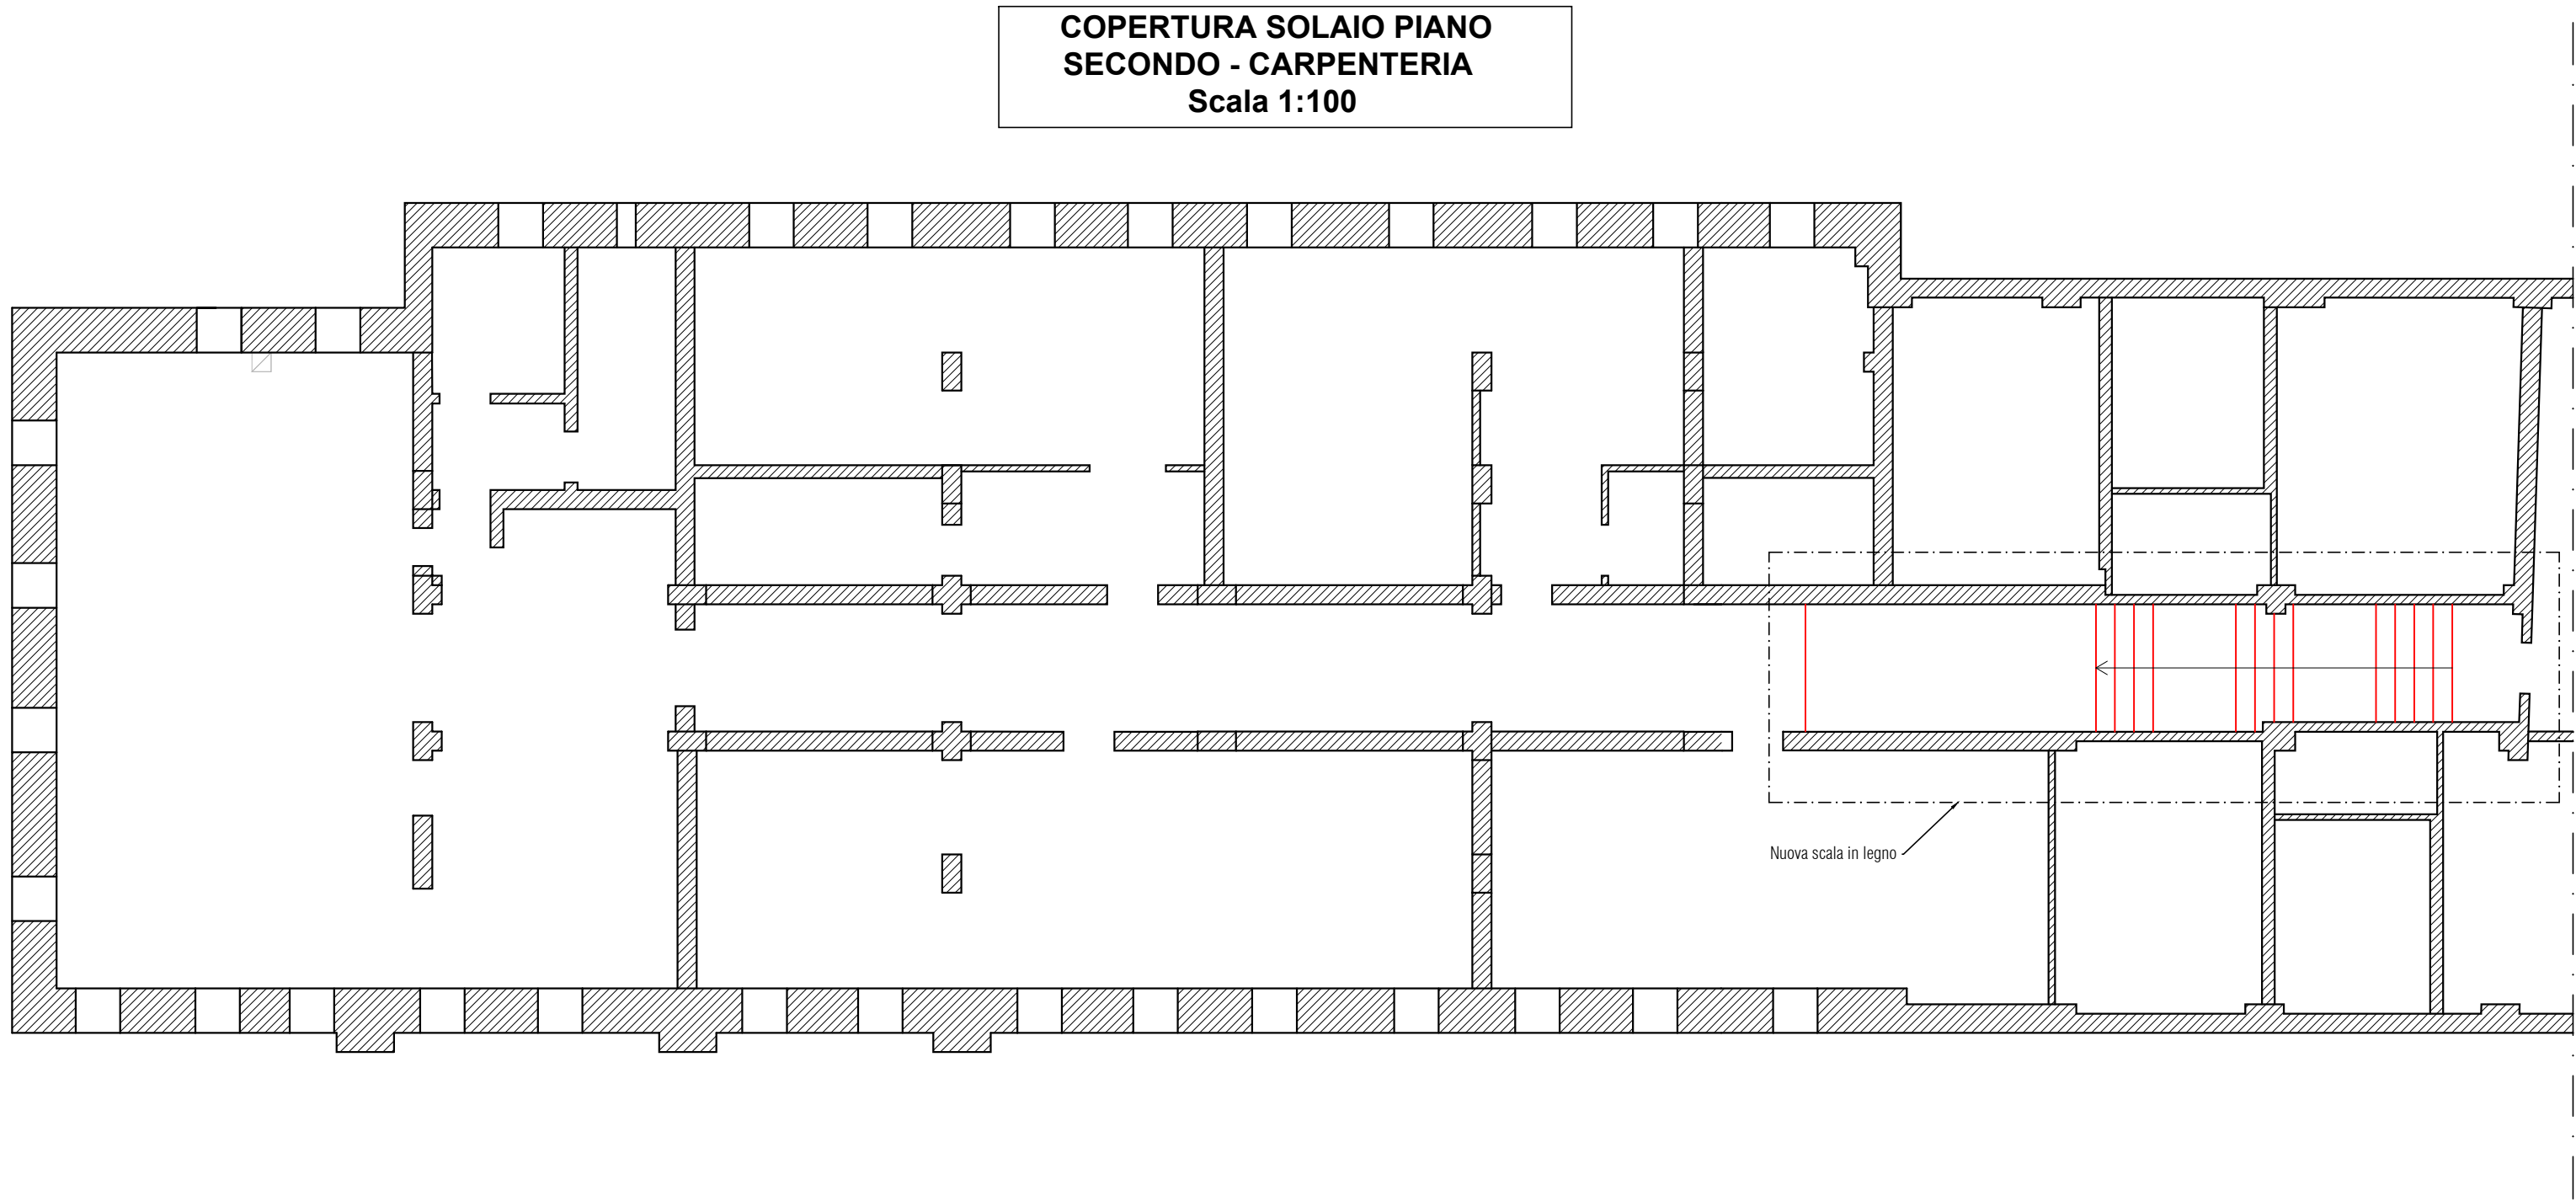 COPERTURA SOLAIO PIANO
SECONDO - CARPENTERIA
Scala 1:100
Nuova scala in legno